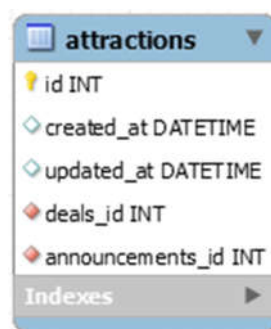 attractions
id INT
created_at DATETIME
updated_at DATETIME
deals_id INT
announcements_id INT
Indexes